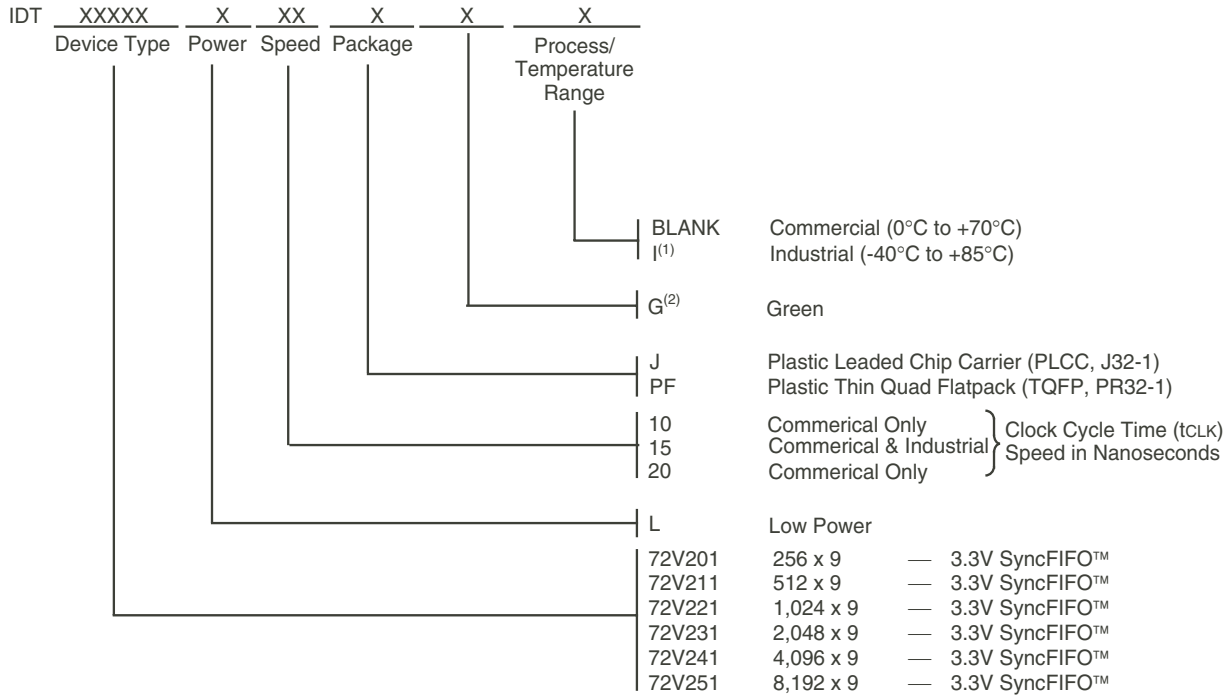 IDT XXXXX X XX X X X
Device Type Power Speed Package Process/
Temperature
Range
BLANK Commercial (0°C to +70°C)
I(1) Industrial (-40°C to +85°C)
G(2) Green
J Plastic Leaded Chip Carrier (PLCC, J32-1)
PF Plastic Thin Quad Flatpack (TQFP, PR32-1)
10 Commerical Only
15 Commerical & Industrial
20 Commerical Only
Clock Cycle Time (tCLK)
Speed in Nanoseconds
L Low Power
72V201 256 x 9 — 3.3V SyncFIFO™
72V211 512 x 9 — 3.3V SyncFIFO™
72V221 1,024 x 9 — 3.3V SyncFIFO™
72V231 2,048 x 9 — 3.3V SyncFIFO™
72V241 4,096 x 9 — 3.3V SyncFIFO™
72V251 8,192 x 9 — 3.3V SyncFIFO™